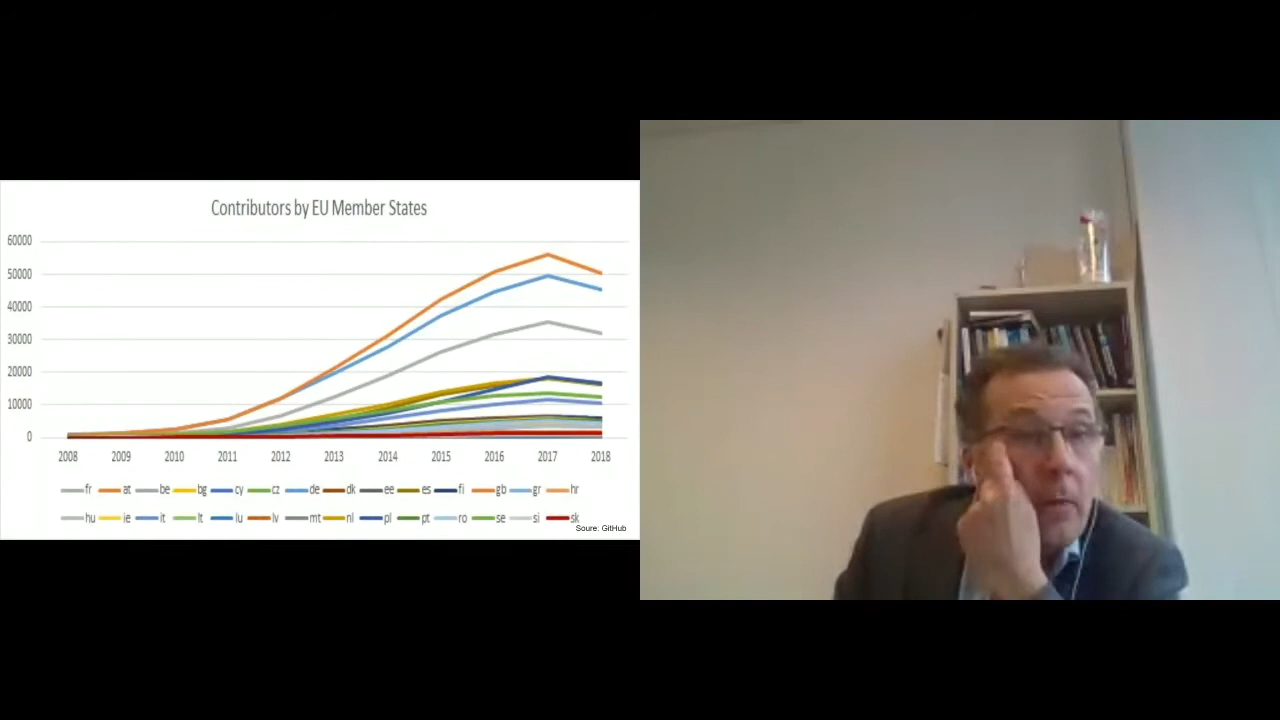 Contributors by EU Member States
60000
50000
40000
30000
20000
10000
0
2008 2009 2010 2011 2012 2013 2014 2015 2016 2017 2018
fr at be bg cy cz de dk ee es fi gb gr hr
hu ie it lt lu lv mt nl pl pt ro se si sk
Soure: GitHub